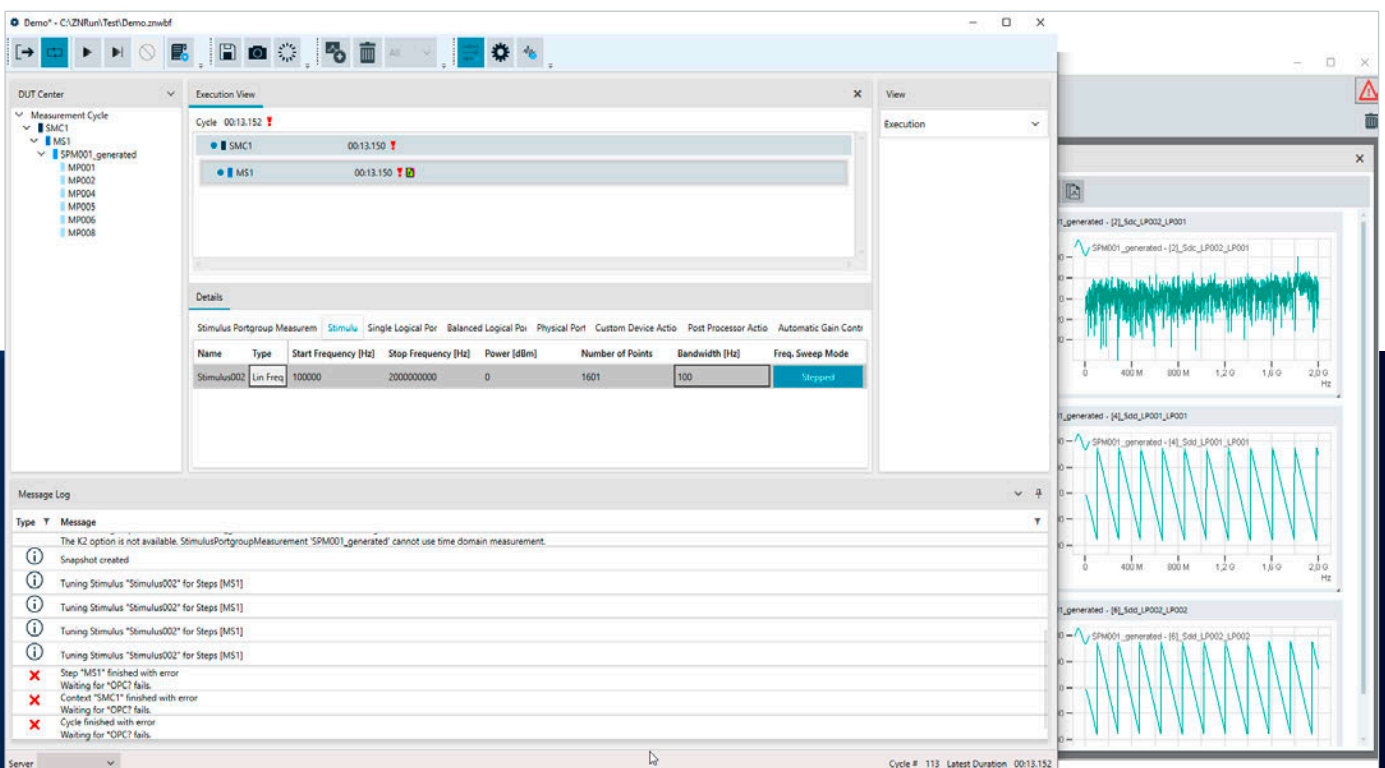 Demo* - C:\ZNRun\Test\Demo.znwbf
All
DUT Center
Measurement Cycle
SMC1
MS1
SPM001_generated
MP001
MP002
MP004
MP005
MP006
MP008
Execution View
Cycle 00:13.152
SMC1 00:13.150
MS1 00:13.150
View
Execution
Details
Stimulus Portgroup Measurem Stimulu Single Logical Por Balanced Logical Poi Physical Port Custom Device Actio Post Processor Actio Automatic Gain Contr
Name Type Start Frequency [Hz] Stop Frequency [Hz] Power [dBm] Number of Points Bandwidth [Hz] Freq. Sweep Mode
Stimulus002 Lin Freq 100000 2000000000 0 1601 100 Stepped
Message Log
Type Message
The K2 option is not available. StimulusPortgroupMeasurement 'SPM001_generated' cannot use time domain measurement.
Snapshot created
Tuning Stimulus "Stimulus002" for Steps [MS1]
Tuning Stimulus "Stimulus002" for Steps [MS1]
Tuning Stimulus "Stimulus002" for Steps [MS1]
Tuning Stimulus "Stimulus002" for Steps [MS1]
Step "MS1" finished with error
Waiting for *OPC? fails.
Context "SMC1" finished with error
Waiting for *OPC? fails.
Cycle finished with error
Waiting for *OPC? fails.
Server
Cycle # 113 Latest Duration 00:13.152
1_generated - [2]_Sdc_LP002_LP001
SPM001_generated - [2]_Sdc_LP002_LP001
0 400 M 800 M 1,2 G 1,6 G 2,0 G
Hz
1_generated - [4]_Sdd_LP001_LP001
SPM001_generated - [4]_Sdd_LP001_LP001
0 400 M 800 M 1,2 G 1,6 G 2,0 G
Hz
1_generated - [6]_Sdd_LP002_LP002
SPM001_generated - [6]_Sdd_LP002_LP002